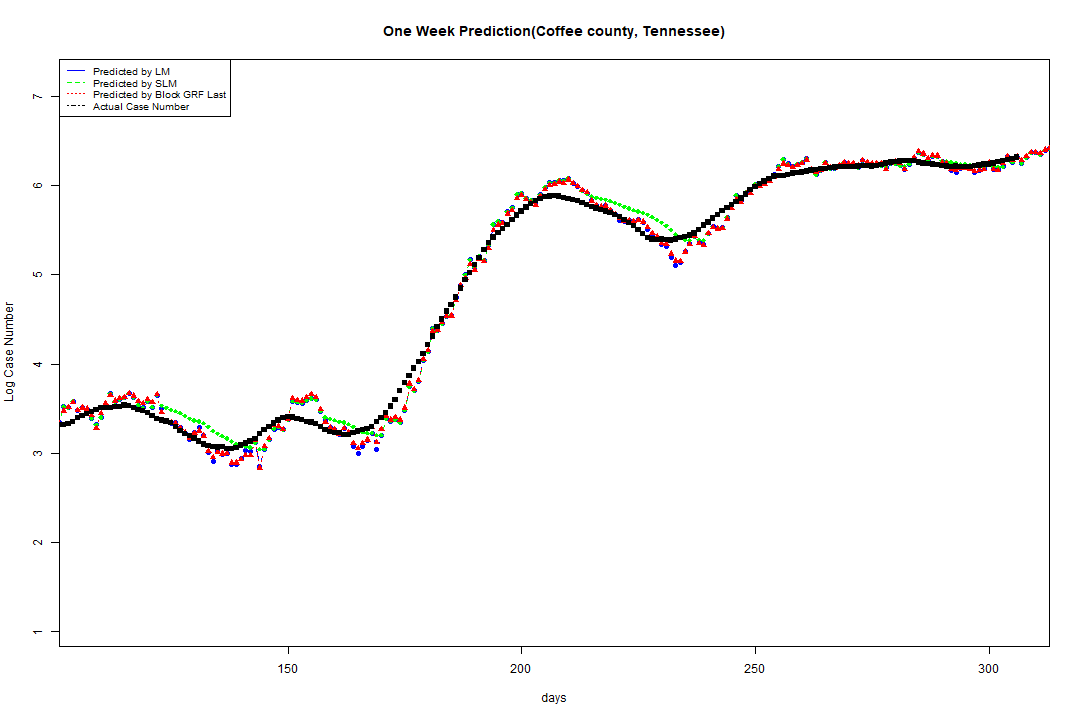 One Week Prediction(Coffee county, Tennessee)
Predicted by LM
Predicted by SLM
Predicted by Block GRF Last
Actual Case Number
7
6
5
4
3
2
1
Log Case Number
150 200 250 300
days